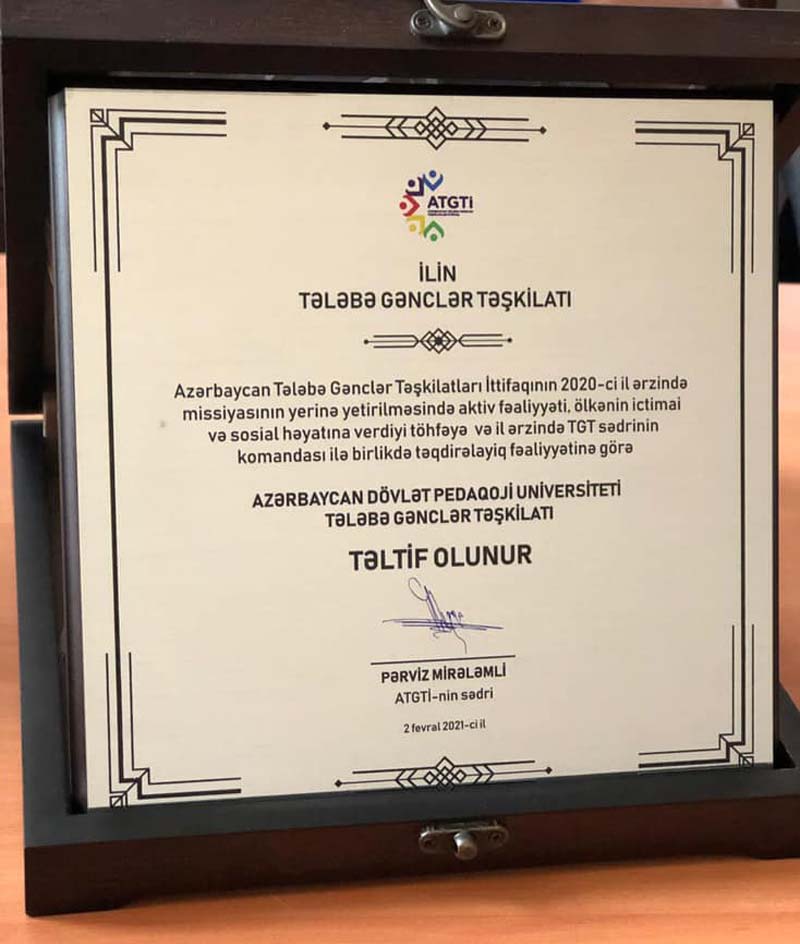 ATGTİ
İLİN
TƏLƏBƏ GƏNCLƏR TƏŞKİLATI
Azərbaycan Tələbə Gənclər Təşkilatları İttifaqının 2020-ci il ərzində
missiyasının yerinə yetirilməsində aktiv fəaliyyəti, ölkənin ictimai
və sosial həyatına verdiyi töhfəyə və il ərzində TGT sədrinin
komandası ilə birlikdə təqdirəlayiq fəaliyyətinə görə
AZƏRBAYCAN DÖVLƏT PEDAQOJİ UNİVERSİTETİ
TƏLƏBƏ GƏNCLƏR TƏŞKİLATI
TƏLTİF OLUNUR
PƏRVİZ MİRƏLƏMLİ
ATGTİ-nin sədri
2 fevral 2021-ci il